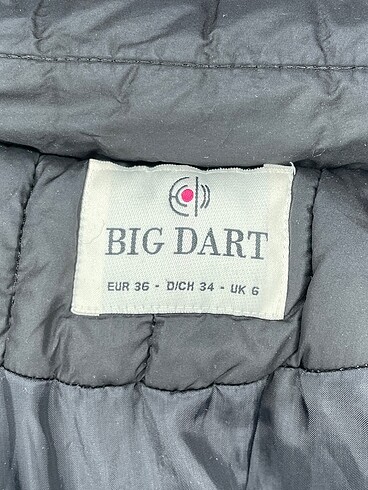 BIG DART
EUR 36 - D/CH 34 - UK 6